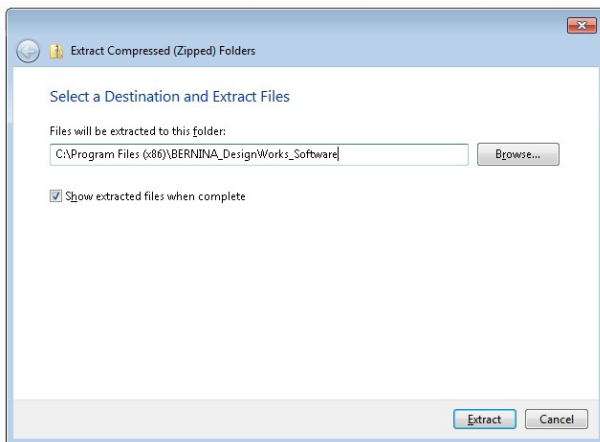 Extract Compressed (Zipped) Folders
Select a Destination and Extract Files
Files will be extracted to this folder:
C:\Program Files (x86)\BERNINA_DesignWorks_Software
Browse...
Show extracted files when complete
Extract
Cancel